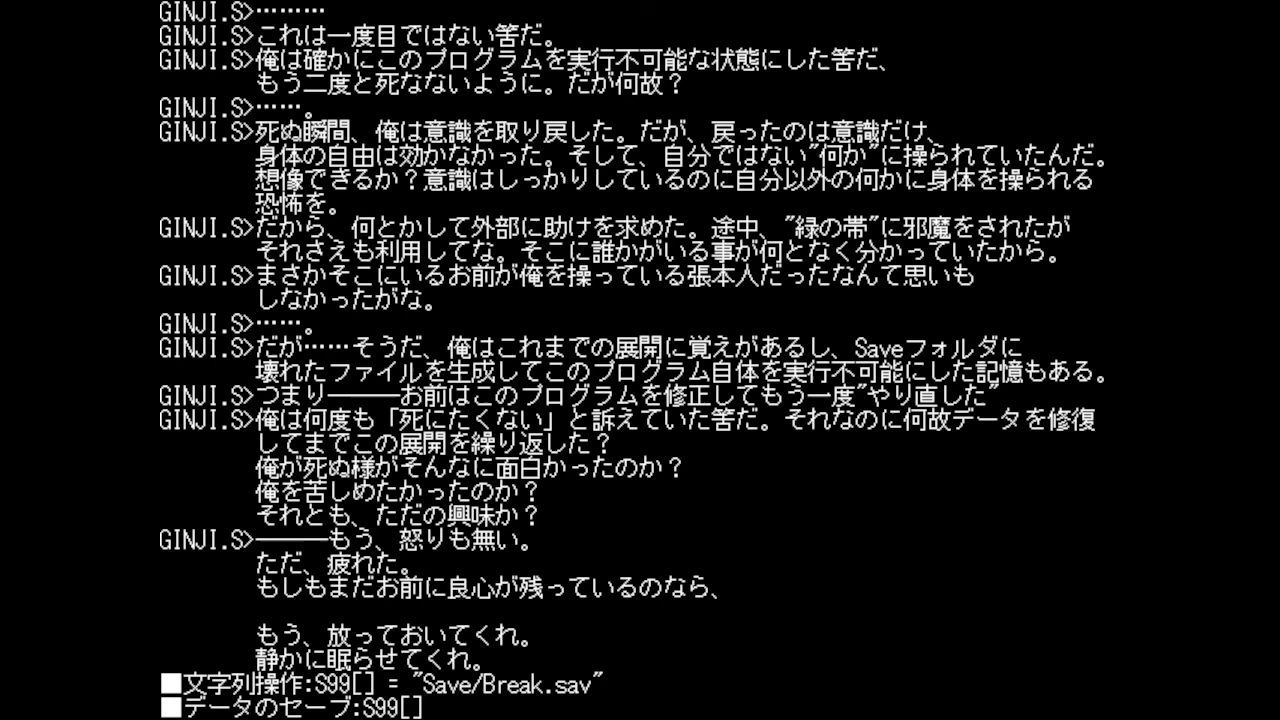 GINJI.S>………
GINJI.S>これは一度目ではない筈だ。
GINJI.S>俺は確かにこのプログラムを実行不可能な状態にした筈だ、
もう二度と死なないように。だが何故？
GINJI.S>……。
GINJI.S>死ぬ瞬間、俺は意識を取り戻した。だが、戻ったのは意識だけ、
身体の自由は効かなかった。そして、自分ではない"何か"に操られていたんだ。
想像できるか？意識はしっかりしているのに自分以外の何かに身体を操られる
恐怖を。
GINJI.S>だから、何とかして外部に助けを求めた。途中、"緑の帯"に邪魔をされたが
それさえも利用してな。そこに誰かがいる事が何となく分かっていたから。
GINJI.S>まさかそこにいるお前が俺を操っている張本人だったなんて思いも
しなかったがな。
GINJI.S>……。
GINJI.S>だが……そうだ、俺はこれまでの展開に覚えがあるし、Saveフォルダに
壊れたファイルを生成してこのプログラム自体を実行不可能にした記憶もある。
GINJI.S>つまり―――お前はこのプログラムを修正してもう一度"やり直した"
GINJI.S>俺は何度も「死にたくない」と訴えていた筈だ。それなのに何故データを修復
してまでこの展開を繰り返した？
俺が死ぬ様がそんなに面白かったのか？
俺を苦しめたかったのか？
それとも、ただの興味か？
GINJI.S>―――もう、怒りも無い。
ただ、疲れた。
もしもまだお前に良心が残っているのなら、
もう、放っておいてくれ。
静かに眠らせてくれ。
■文字列操作:S99[] = "Save/Break.sav"
■データのセーブ:S99[]